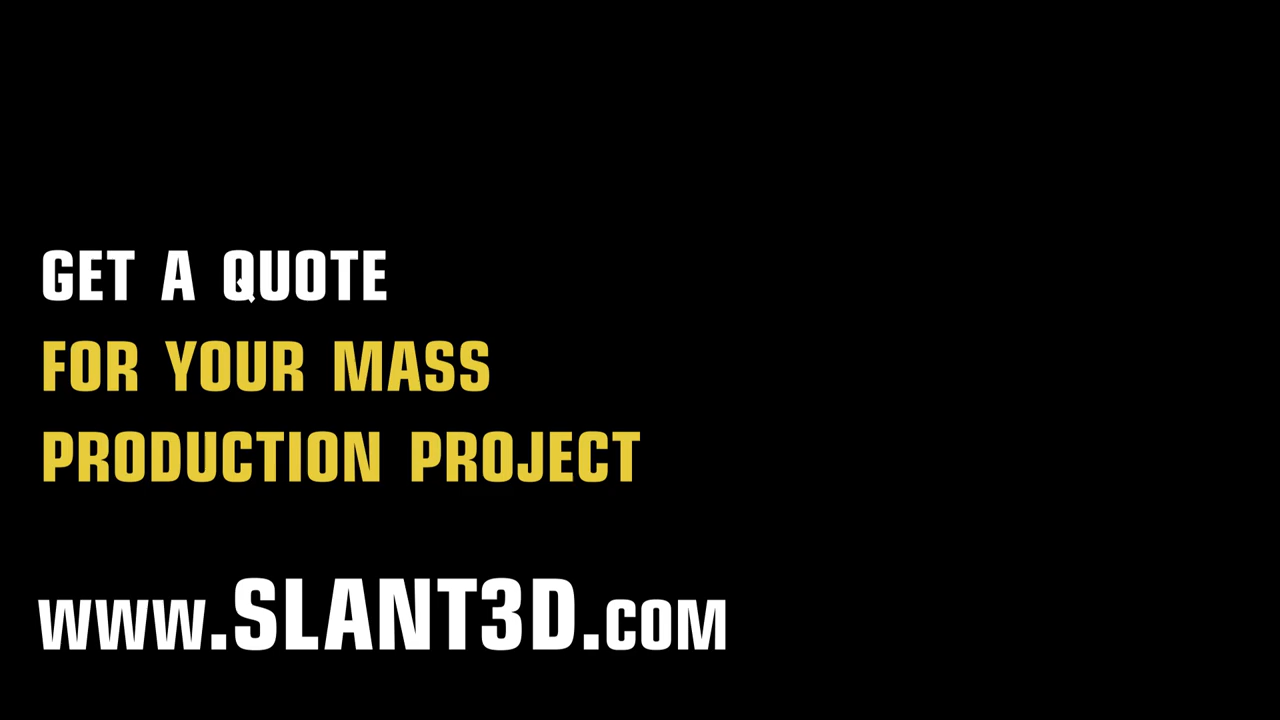 GET A QUOTE
FOR YOUR MASS
PRODUCTION PROJECT
WWW.SLANT3D.COM